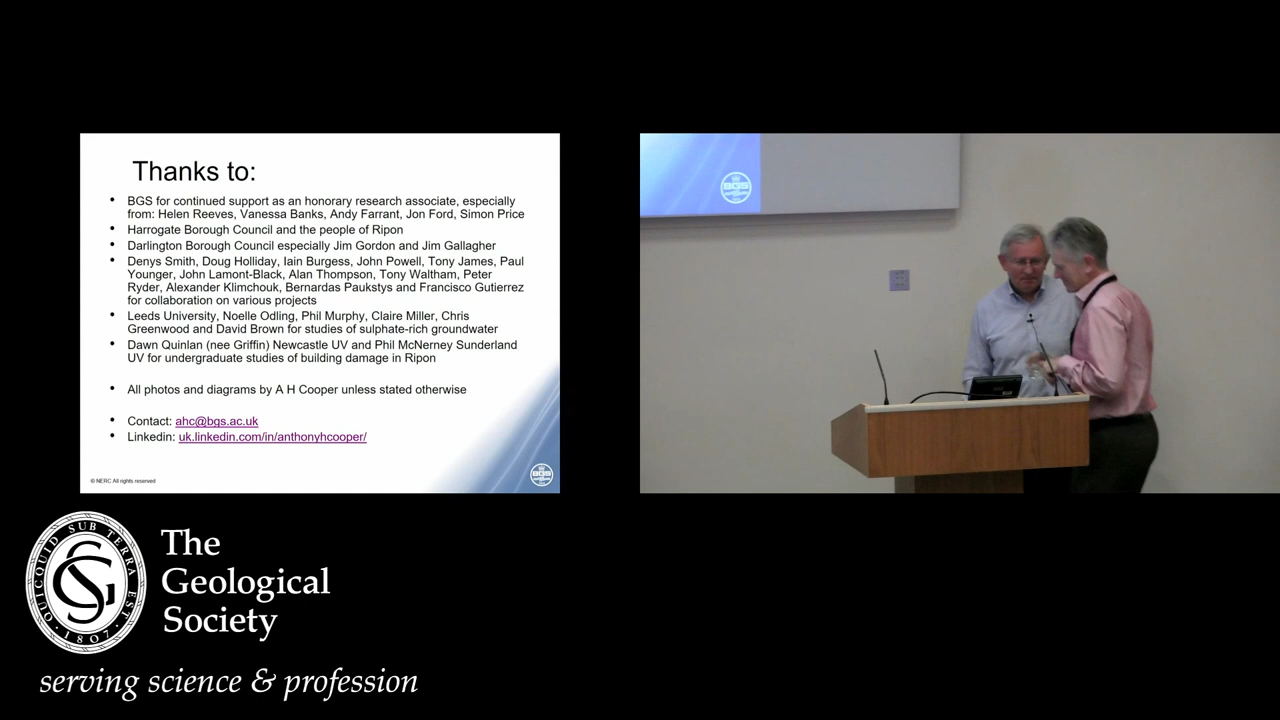 Thanks to:
• BGS for continued support as an honorary research associate, especially
from: Helen Reeves, Vanessa Banks, Andy Farrant, Jon Ford, Simon Price
• Harrogate Borough Council and the people of Ripon
• Darlington Borough Council especially Jim Gordon and Jim Gallagher
• Denys Smith, Doug Holliday, Iain Burgess, John Powell, Tony James, Paul
Younger, John Lamont-Black, Alan Thompson, Tony Waltham, Peter
Ryder, Alexander Klimchouk, Bernardas Paukstys and Francisco Gutierrez
for collaboration on various projects
• Leeds University, Noelle Odling, Phil Murphy, Claire Miller, Chris
Greenwood and David Brown for studies of sulphate-rich groundwater
• Dawn Quinlan (nee Griffin) Newcastle UV and Phil McNerney Sunderland
UV for undergraduate studies of building damage in Ripon
• All photos and diagrams by A H Cooper unless stated otherwise
• Contact: ahc@bgs.ac.uk
• Linkedin: uk.linkedin.com/in/anthonyhcooper/
© NERC All rights reserved
BGS
BGS
QUICQUID SUB TERRA EST
· 1807 ·
GS
The
Geological
Society
serving science & profession